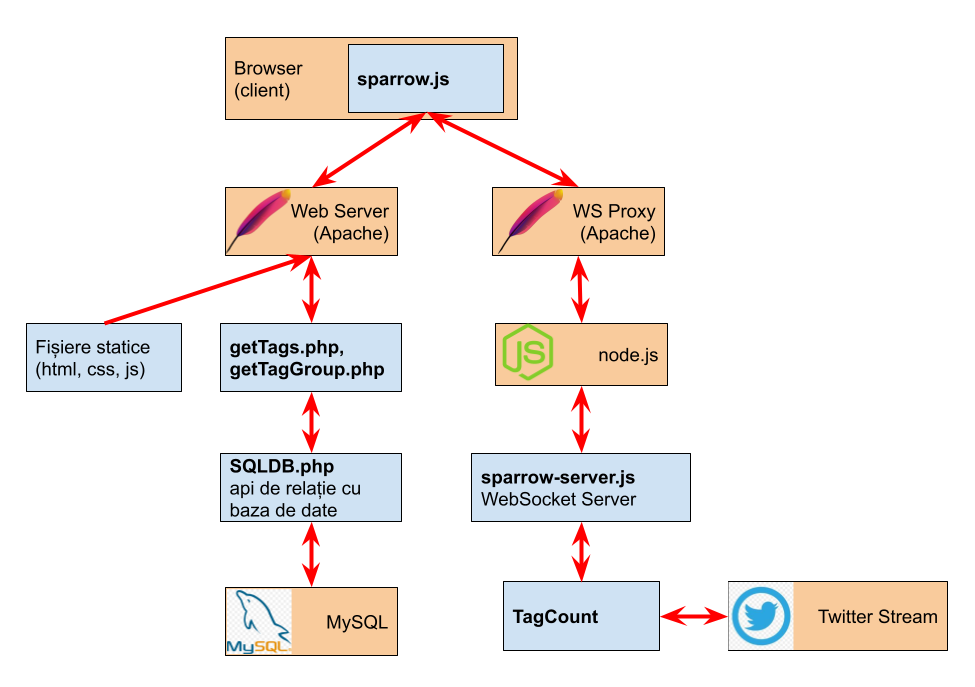 Browser
(client)
sparrow.js
Web Server
(Apache)
WS Proxy
(Apache)
Fișiere statice
(html, css, js)
getTags.php,
getTagGroup.php
JS
node.js
SQLDB.php
api de relație cu
baza de date
sparrow-server.js
WebSocket Server
MySQL
MySQL
TagCount
Twitter Stream